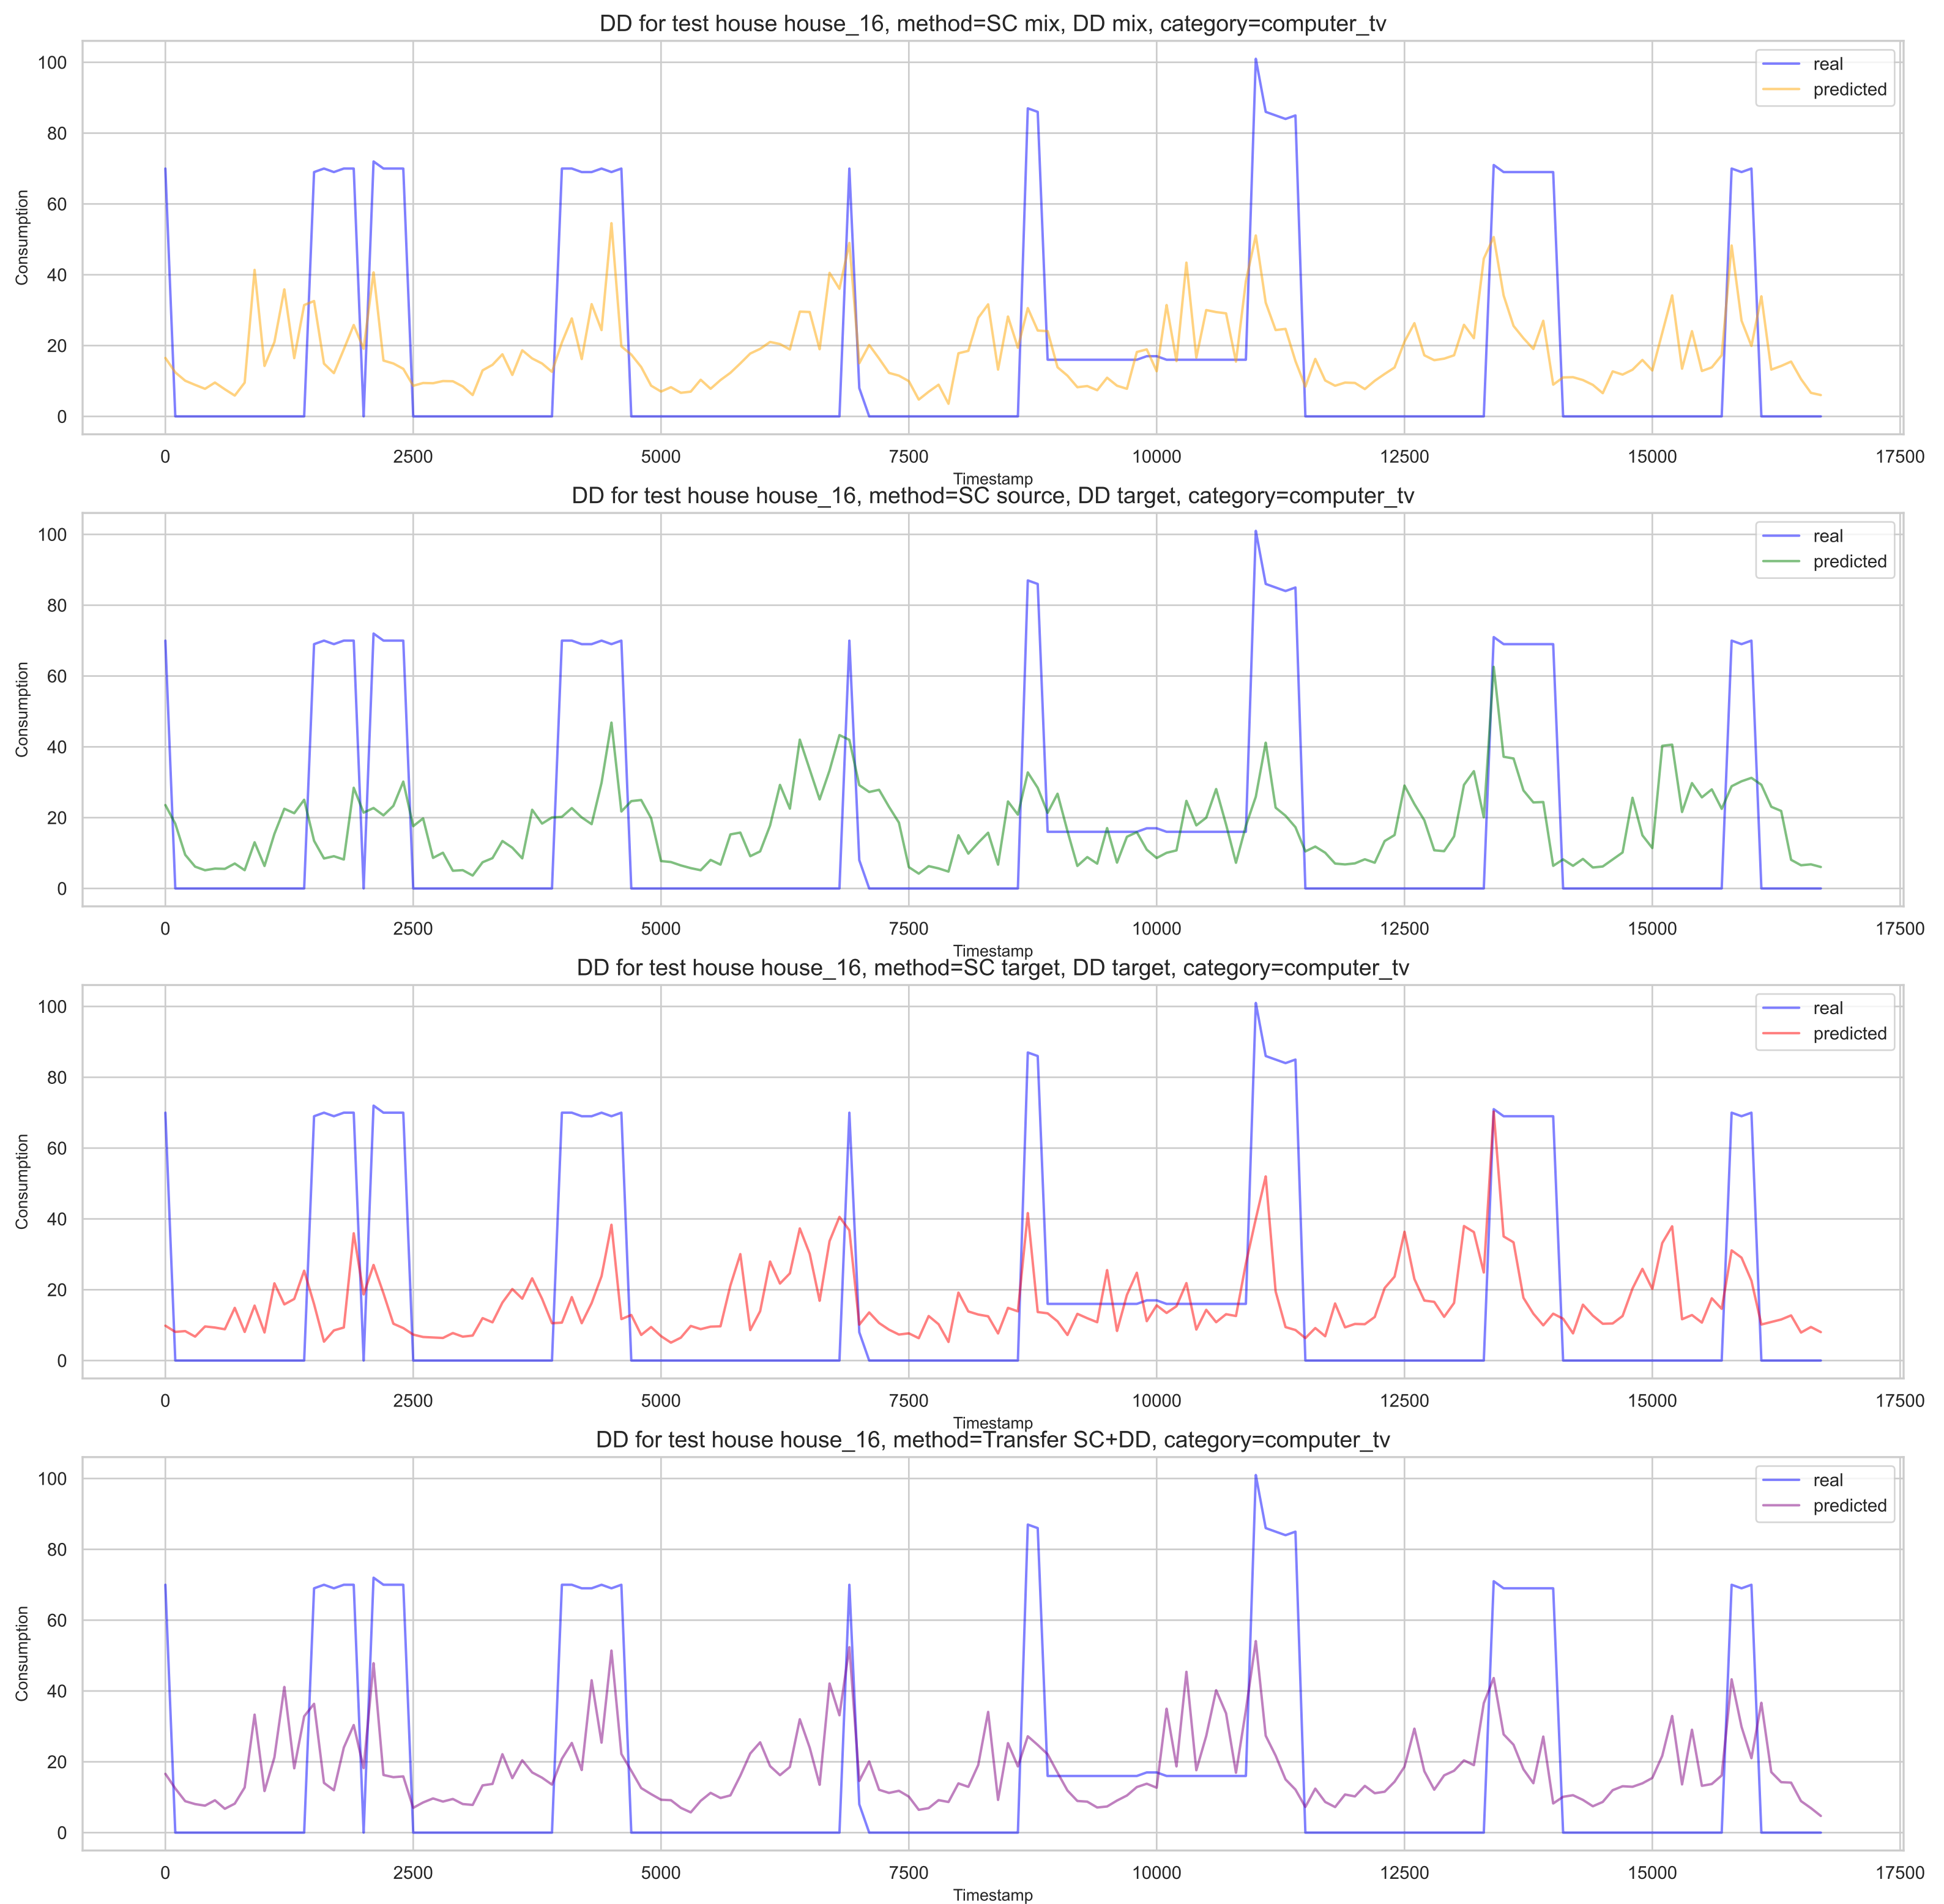 DD for test house house_16, method=SC mix, DD mix, category=computer_tv
real
predicted
100
80
60
40
20
0
Consumption
0 2500 5000 7500 10000 12500 15000 17500
Timestamp
DD for test house house_16, method=SC source, DD target, category=computer_tv
real
predicted
100
80
60
40
20
0
Consumption
0 2500 5000 7500 10000 12500 15000 17500
Timestamp
DD for test house house_16, method=SC target, DD target, category=computer_tv
real
predicted
100
80
60
40
20
0
Consumption
0 2500 5000 7500 10000 12500 15000 17500
Timestamp
DD for test house house_16, method=Transfer SC+DD, category=computer_tv
real
predicted
100
80
60
40
20
0
Consumption
0 2500 5000 7500 10000 12500 15000 17500
Timestamp